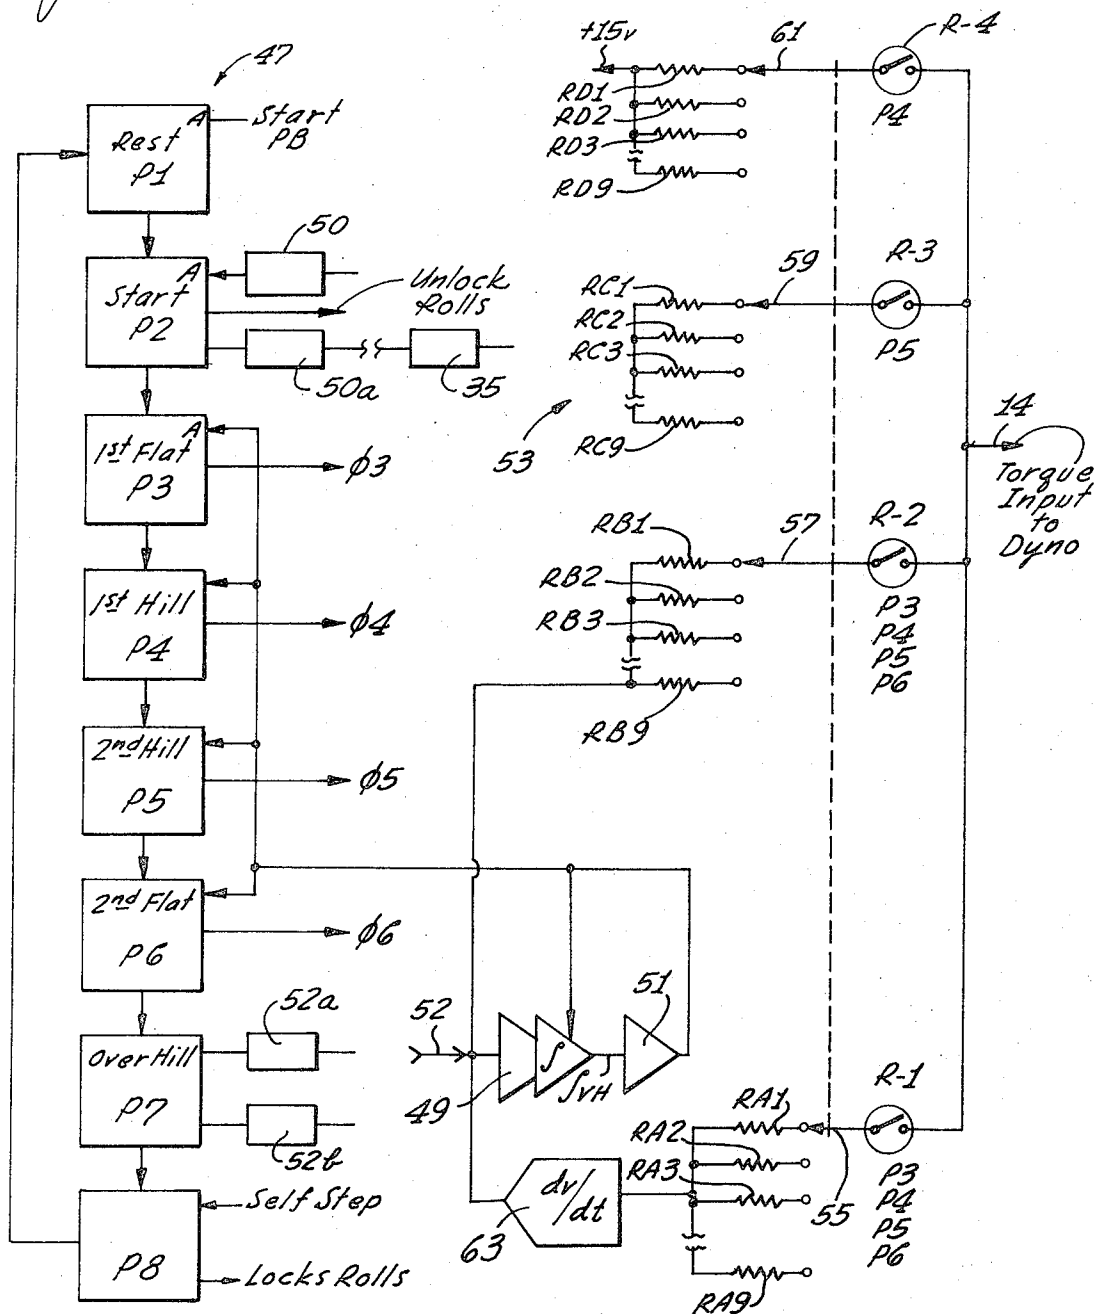 47
Rest
P1
A
Start
PB
50
Start
P2
A
Unlock
Rolls
50a
35
1st Flat
P3
A
φ3
1st Hill
P4
φ4
2nd Hill
P5
φ5
2nd Flat
P6
φ6
Over Hill
P7
52a
52b
P8
Self Step
Locks Rolls
+15v
61
R-4
P4
RD1
RD2
RD3
RD9
RC1
RC2
RC3
RC9
53
59
R-3
P5
14
Torque
Input
to
Dyno
RB1
RB2
RB3
RB9
57
R-2
P3
P4
P5
P6
52
49
∫
∫VH
51
dv/dt
63
RA1
RA2
RA3
RA9
55
R-1
P3
P4
P5
P6